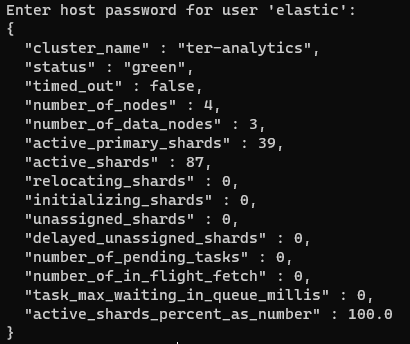 Enter host password for user 'elastic':
{
  "cluster_name" : "ter-analytics",
  "status" : "green",
  "timed_out" : false,
  "number_of_nodes" : 4,
  "number_of_data_nodes" : 3,
  "active_primary_shards" : 39,
  "active_shards" : 87,
  "relocating_shards" : 0,
  "initializing_shards" : 0,
  "unassigned_shards" : 0,
  "delayed_unassigned_shards" : 0,
  "number_of_pending_tasks" : 0,
  "number_of_in_flight_fetch" : 0,
  "task_max_waiting_in_queue_millis" : 0,
  "active_shards_percent_as_number" : 100.0
}